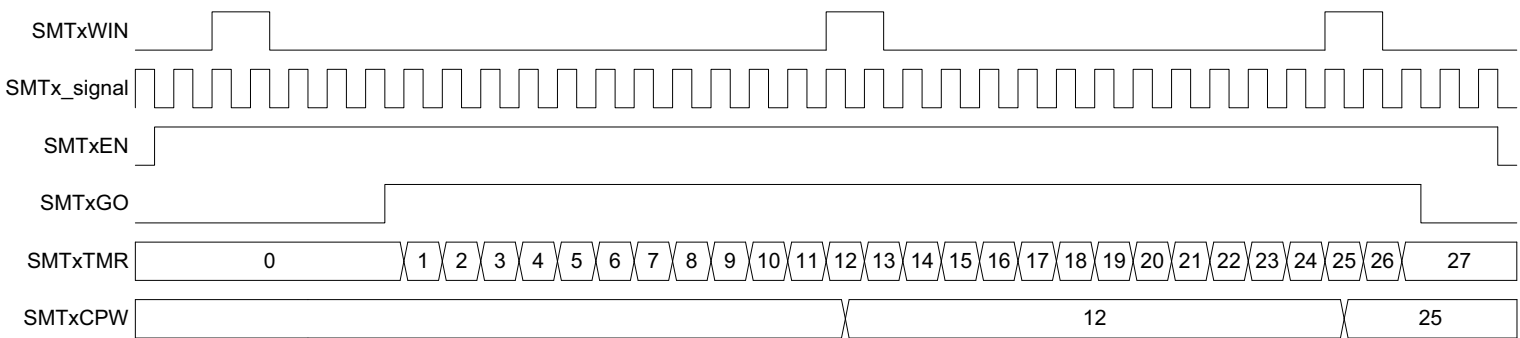 SMTxWIN
SMTx_signal
SMTxEN
SMTxGO
SMTxTMR 0 1 2 3 4 5 6 7 8 9 10 11 12 13 14 15 16 17 18 19 20 21 22 23 24 25 26 27
SMTxCPW 12 25